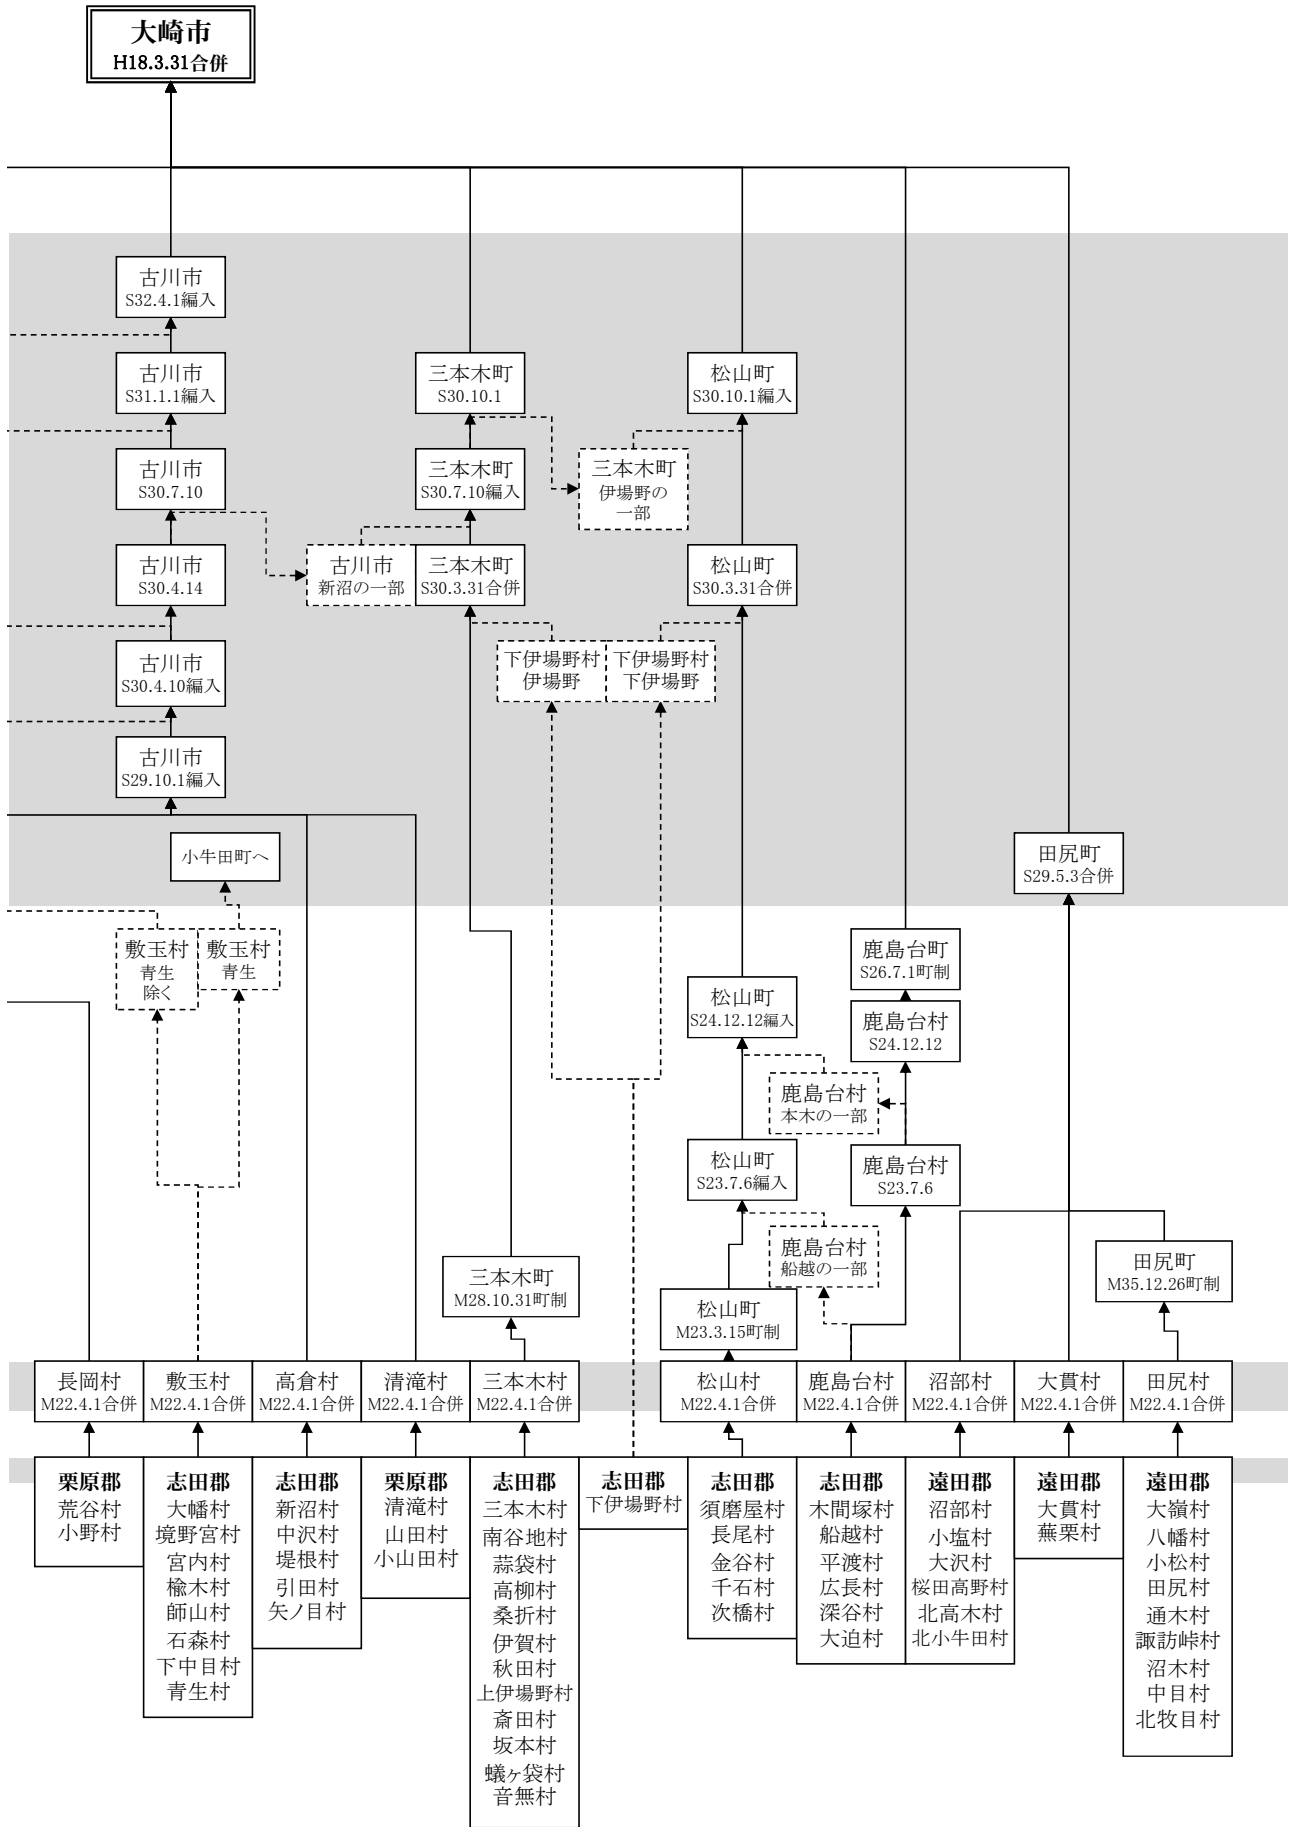 大崎市
H18.3.31合併
古川市
S32.4.1編入
古川市
S31.1.1編入
三本木町
S30.10.1
松山町
S30.10.1編入
古川市
S30.7.10
三本木町
S30.7.10編入
三本木町
伊場野の
一部
古川市
S30.4.14
古川市
新沼の一部
三本木町
S30.3.31合併
松山町
S30.3.31合併
古川市
S30.4.10編入
下伊場野村
伊場野
下伊場野村
下伊場野
古川市
S29.10.1編入
小牛田町へ
田尻町
S29.5.3合併
敷玉村
青生
除く
敷玉村
青生
鹿島台町
S26.7.1町制
松山町
S24.12.12編入
鹿島台村
S24.12.12
鹿島台村
本木の一部
松山町
S23.7.6編入
鹿島台村
S23.7.6
鹿島台村
船越の一部
三本木町
M28.10.31町制
松山町
M23.3.15町制
田尻町
M35.12.26町制
長岡村
M22.4.1合併
敷玉村
M22.4.1合併
高倉村
M22.4.1合併
清滝村
M22.4.1合併
三本木村
M22.4.1合併
松山村
M22.4.1合併
鹿島台村
M22.4.1合併
沼部村
M22.4.1合併
大貫村
M22.4.1合併
田尻村
M22.4.1合併
栗原郡
荒谷村
小野村
志田郡
大幡村
境野宮村
宮内村
楡木村
師山村
石森村
下中目村
青生村
志田郡
新沼村
中沢村
堤根村
引田村
矢ノ目村
栗原郡
清滝村
山田村
小山田村
志田郡
三本木村
南谷地村
蒜袋村
高柳村
桑折村
伊賀村
秋田村
上伊場野村
斎田村
坂本村
蟻ヶ袋村
音無村
志田郡
下伊場野村
志田郡
須磨屋村
長尾村
金谷村
千石村
次橋村
志田郡
木間塚村
船越村
平渡村
広長村
深谷村
大迫村
遠田郡
沼部村
小塩村
大沢村
桜田高野村
北高木村
北小牛田村
遠田郡
大貫村
蕪栗村
遠田郡
大嶺村
八幡村
小松村
田尻村
通木村
諏訪峠村
沼木村
中目村
北牧目村